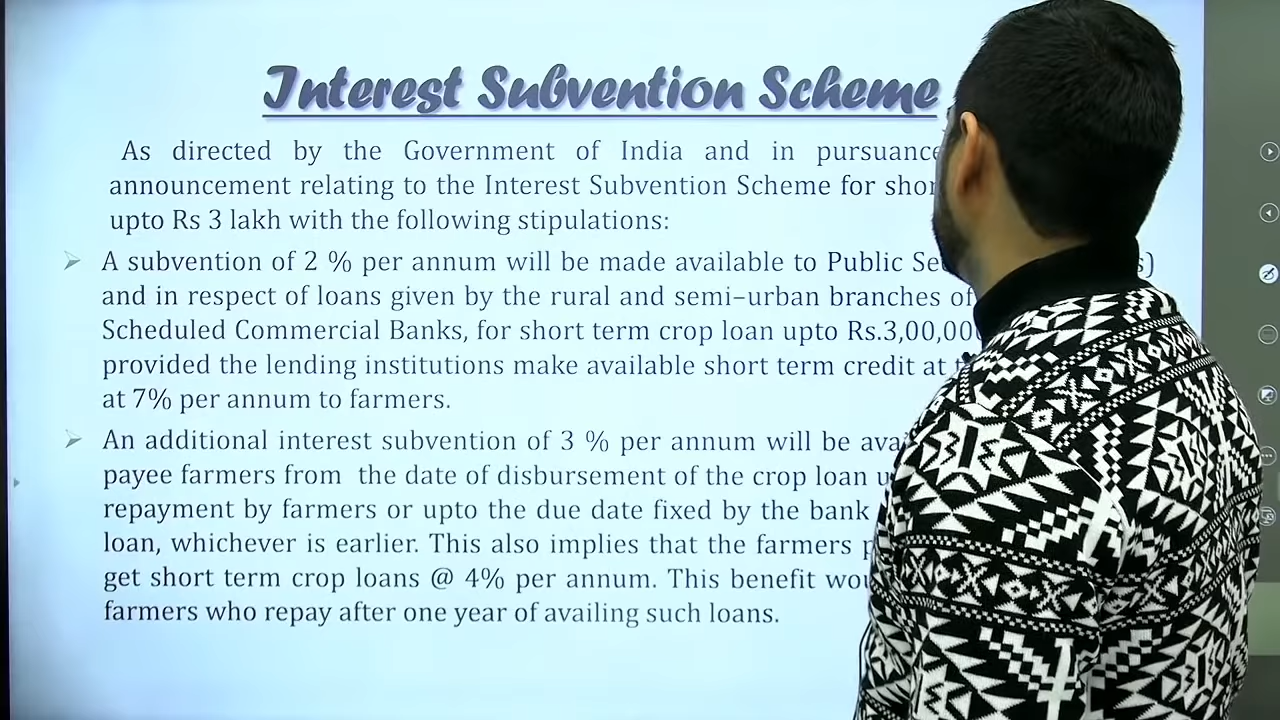 Interest Subvention Scheme
As directed by the Government of India and in pursuance
announcement relating to the Interest Subvention Scheme for
upto Rs 3 lakh with the following stipulations:
A subvention of 2 % per annum will be made available to Public
and in respect of loans given by the rural and semi–urban branches of
Scheduled Commercial Banks, for short term crop loan upto Rs.3,00,000
provided the lending institutions make available short term credit at
at 7% per annum to farmers.
An additional interest subvention of 3 % per annum will be
payee farmers from the date of disbursement of the crop loan
repayment by farmers or upto the due date fixed by the bank
loan, whichever is earlier. This also implies that the farmers
get short term crop loans @ 4% per annum. This benefit
farmers who repay after one year of availing such loans.